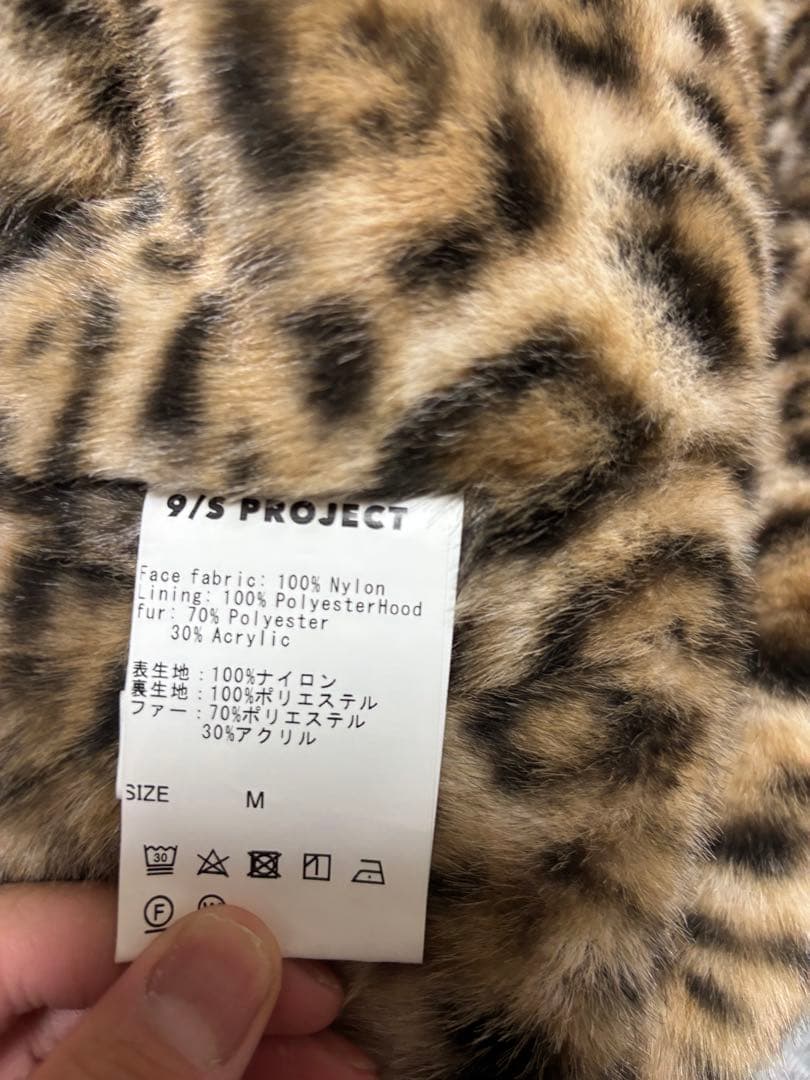 9/S PROJECT
Face fabric: 100% Nylon
Lining: 100% PolyesterHood
fur: 70% Polyester
30% Acrylic
表生地：100%ナイロン
裏生地：100%ポリエステル
ファー：70%ポリエステル
30%アクリル
SIZE M
30
F